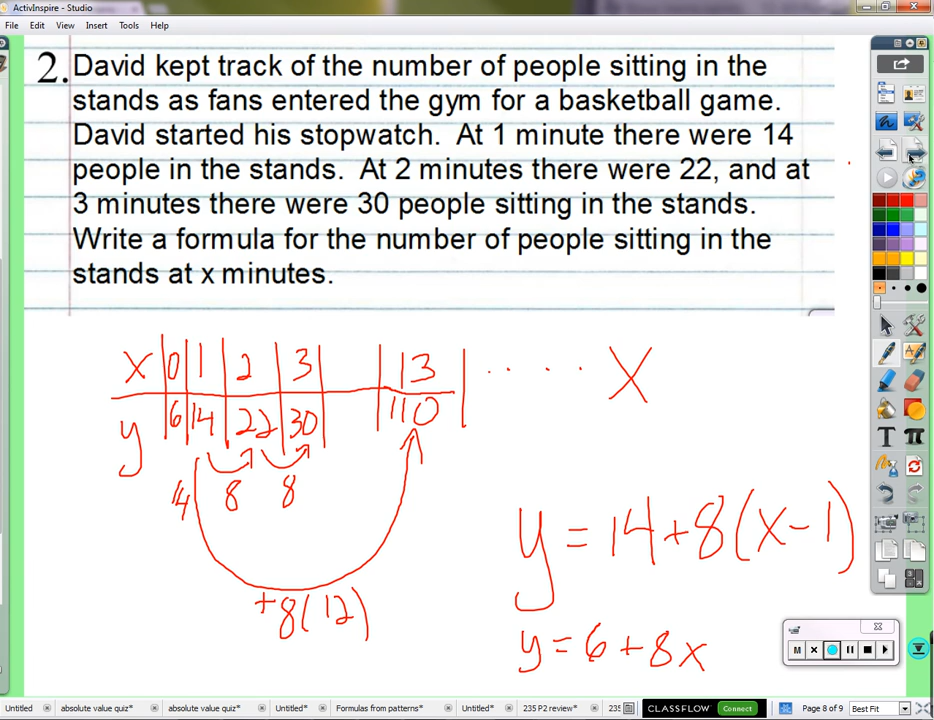 ActivInspire - Studio
File Edit View Insert Tools Help
2. David kept track of the number of people sitting in the
stands as fans entered the gym for a basketball game.
David started his stopwatch. At 1 minute there were 14
people in the stands. At 2 minutes there were 22, and at
3 minutes there were 30 people sitting in the stands.
Write a formula for the number of people sitting in the
stands at x minutes.
x 0 1 2 3 13 ..... x
y 6 14 22 30 110
14 8 8
+8(12)
y = 14+8(x-1)
y = 6 + 8x
M
Untitled absolute value quiz* absolute value quiz* Untitled* Formulas from patterns* Untitled* 235 P2 review* 235 CLASSFLOW Connect Page 8 of 9 Best Fit